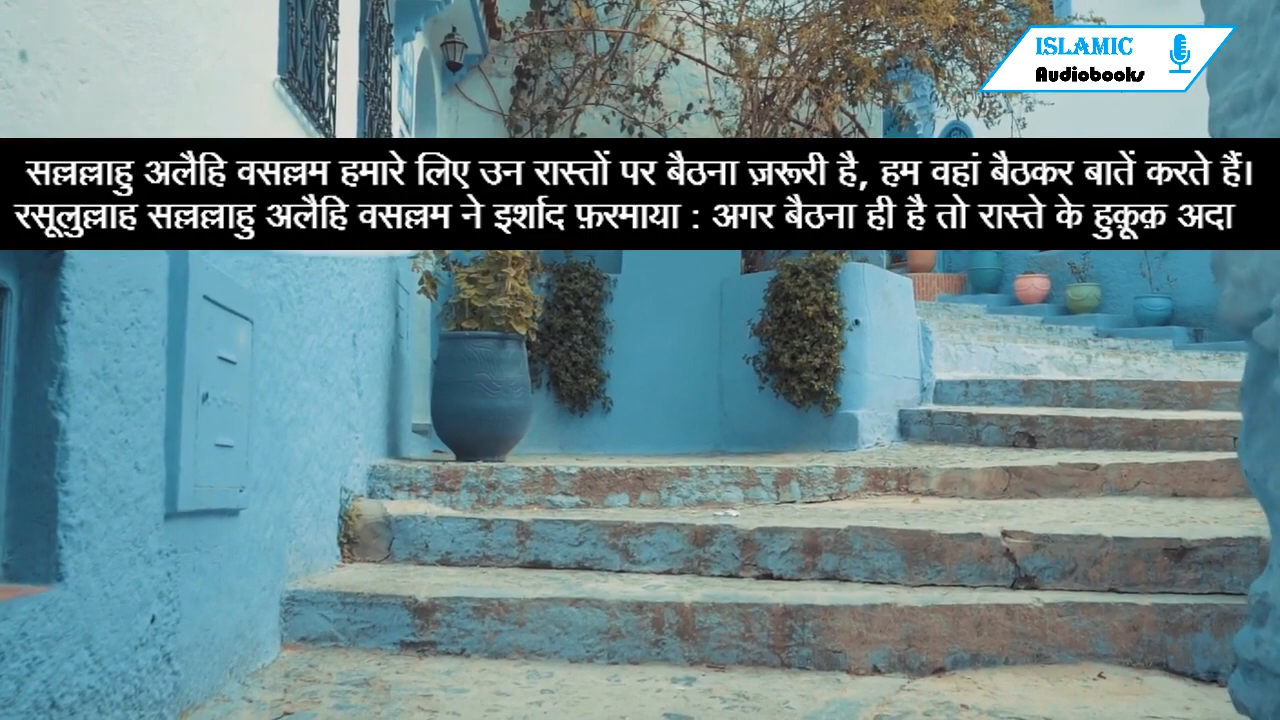 ISLAMIC
Audiobooks
सल्लल्लाहु अलैहि वसल्लम हमारे लिए उन रास्तों पर बैठना ज़रूरी है, हम वहां बैठकर बातें करते हैं।
रसूलुल्लाह सल्लल्लाहु अलैहि वसल्लम ने इर्शाद फ़रमाया : अगर बैठना ही है तो रास्ते के हुक़ूक़ अदा